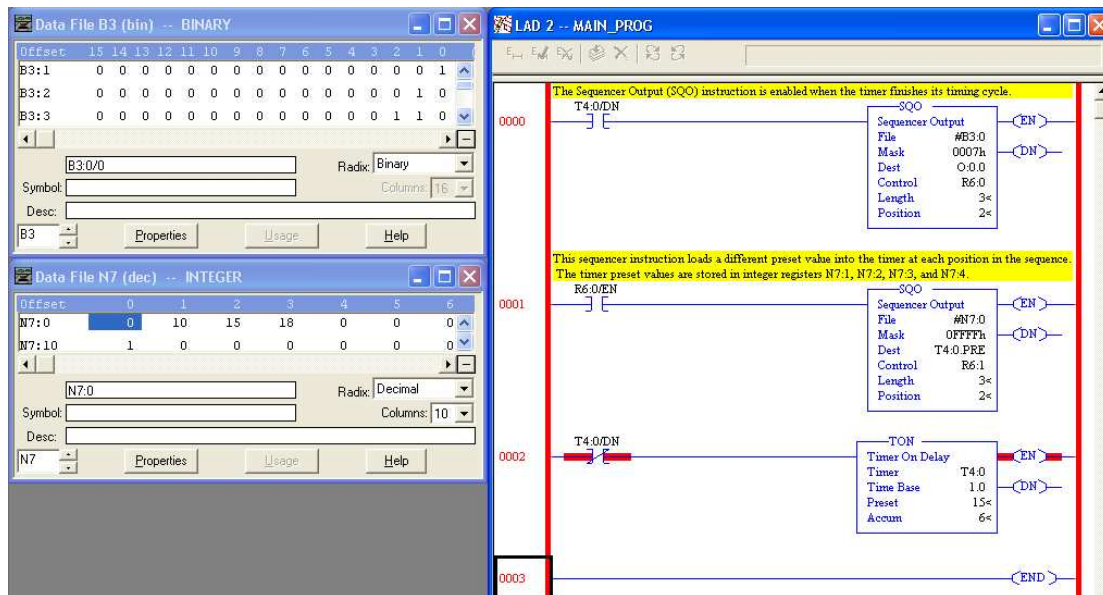 Data File B3 (bin) -- BINARY
Offset 15 14 13 12 11 10 9 8 7 6 5 4 3 2 1 0
B3:1 0 0 0 0 0 0 0 0 0 0 0 0 0 0 0 1
B3:2 0 0 0 0 0 0 0 0 0 0 0 0 0 0 1 0
B3:3 0 0 0 0 0 0 0 0 0 0 0 0 0 1 1 0
B3:0/0
Radix: Binary
Symbol:
Columns: 16
Desc:
B3 Properties Usage Help
Data File N7 (dec) -- INTEGER
Offset 0 1 2 3 4 5 6
N7:0 0 10 15 18 0 0 0
N7:10 1 0 0 0 0 0 0
N7:0
Radix: Decimal
Symbol:
Columns: 10
Desc:
N7 Properties Usage Help
LAD 2 -- MAIN_PROG
The Sequencer Output (SQO) instruction is enabled when the timer finishes its timing cycle.
0000
T4:0/DN
SQO
Sequencer Output
File #B3:0
Mask 0007h
Dest O:0.0
Control R6:0
Length 3<
Position 2<
EN
DN
This sequencer instruction loads a different preset value into the timer at each position in the sequence.
The timer preset values are stored in integer registers N7:1, N7:2, N7:3, and N7:4.
0001
R6:0/EN
SQO
Sequencer Output
File #N7:0
Mask 0FFFFh
Dest T4:0.PRE
Control R6:1
Length 3<
Position 2<
EN
DN
0002
T4:0/DN
TON
Timer On Delay
Timer T4:0
Time Base 1.0
Preset 15<
Accum 6<
EN
DN
0003
END